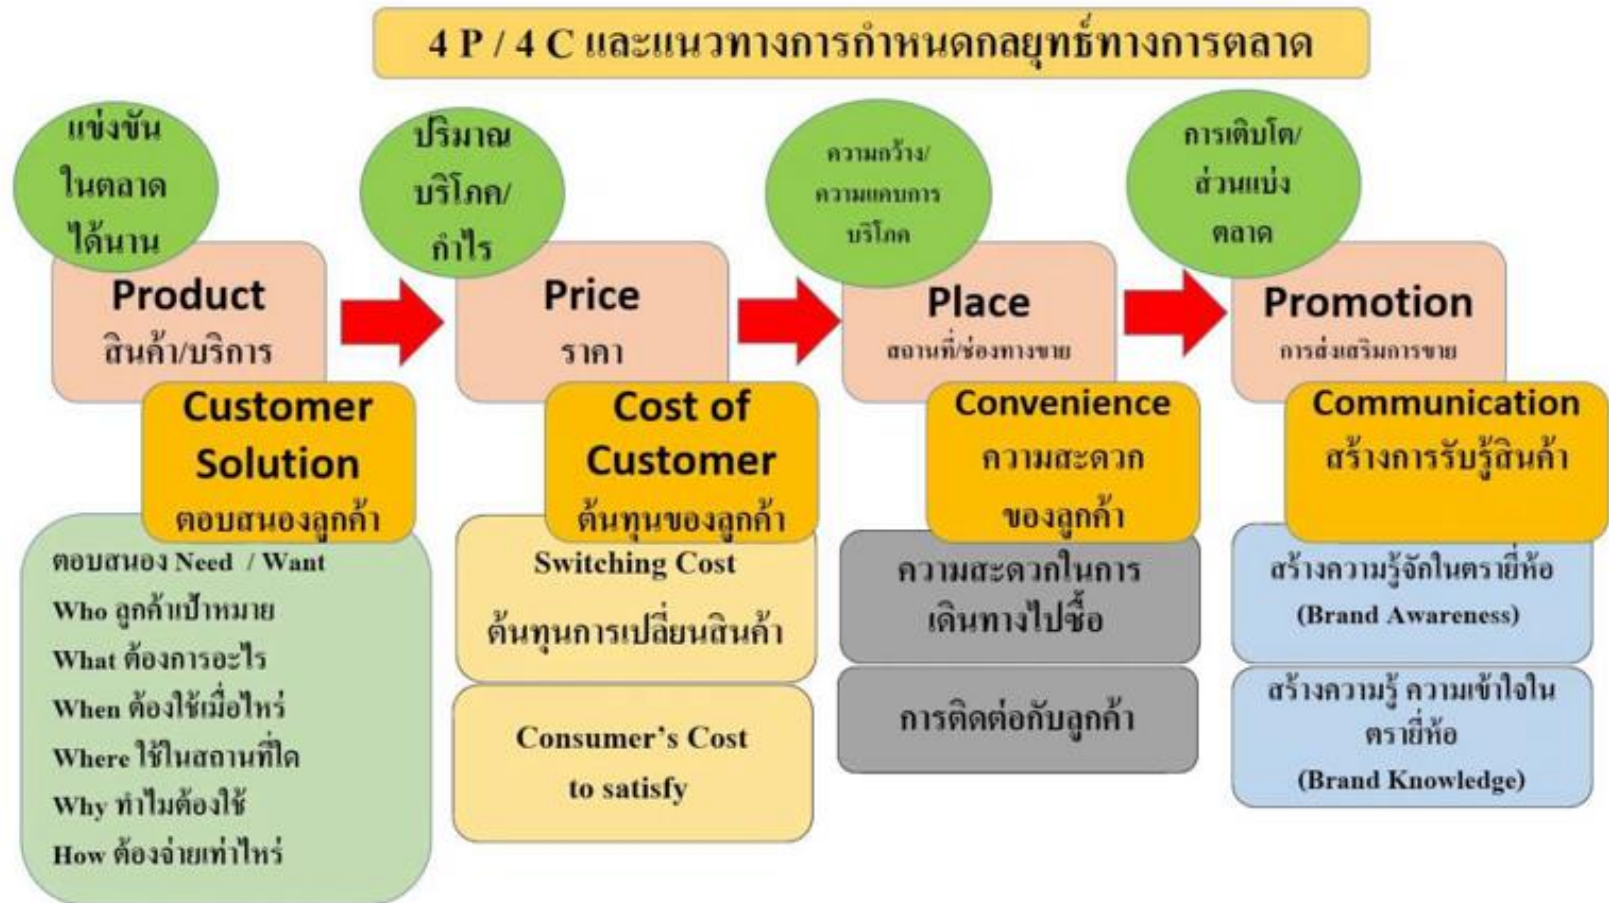 4 P / 4 C และแนวทางการกำหนดกลยุทธ์ทางการตลาด
แข่งขัน
ในตลาด
ได้นาน
Product
สินค้า/บริการ
Customer
Solution
ตอบสนองลูกค้า
ตอบสนอง Need / Want
Who ลูกค้าเป้าหมาย
What ต้องการอะไร
When ต้องใช้เมื่อไหร่
Where ใช้ในสถานที่ใด
Why ทำไมต้องใช้
How ต้องจ่ายเท่าไหร่
ปริมาณ
บริโภค/
กำไร
Price
ราคา
Cost of
Customer
ต้นทุนของลูกค้า
Switching Cost
ต้นทุนการเปลี่ยนสินค้า
Consumer’s Cost
to satisfy
ความกว้าง/
ความแคบการ
บริโภค
Place
สถานที่/ช่องทางขาย
Convenience
ความสะดวก
ของลูกค้า
ความสะดวกในการ
เดินทางไปซื้อ
การติดต่อกับลูกค้า
การเติบโต/
ส่วนแบ่ง
ตลาด
Promotion
การส่งเสริมการขาย
Communication
สร้างการรับรู้สินค้า
สร้างความรู้จักในตรายี่ห้อ
(Brand Awareness)
สร้างความรู้ ความเข้าใจใน
ตรายี่ห้อ
(Brand Knowledge)